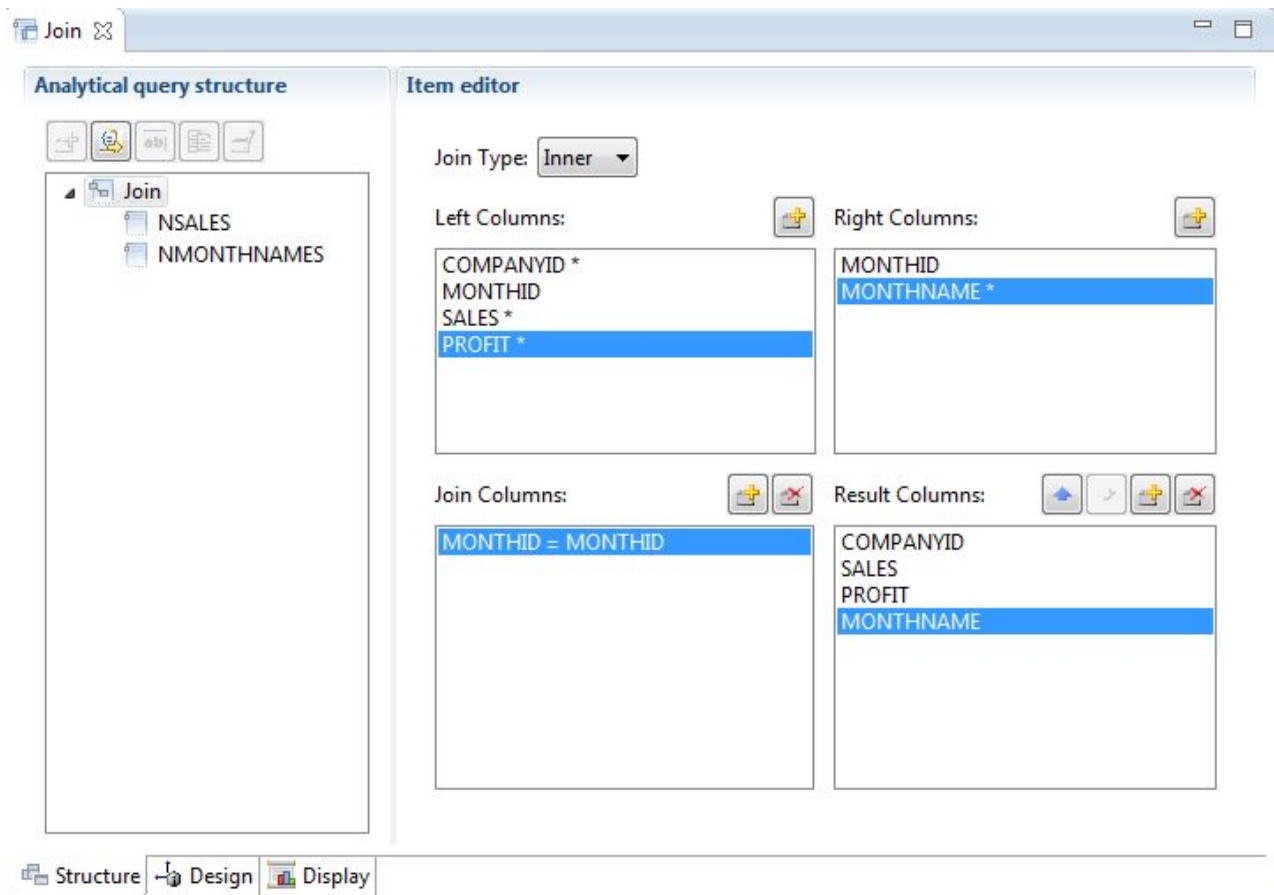 Join
Analytical query structure
Item editor
ab|
Join
NSALES
NMONTHNAMES
Join Type: Inner
Left Columns:
Right Columns:
COMPANYID *
MONTHID
SALES *
PROFIT *
MONTHID
MONTHNAME *
Join Columns:
Result Columns:
MONTHID = MONTHID
COMPANYID
SALES
PROFIT
MONTHNAME
Structure Design Display